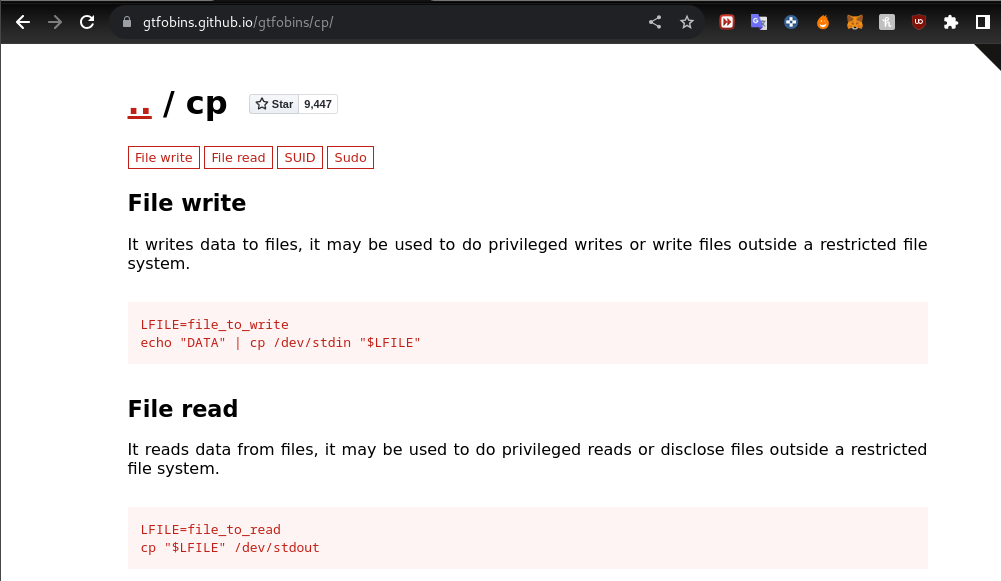 gtfobins.github.io/gtfobins/cp/
.. / cp
Star 9,447
File write File read SUID Sudo
File write
It writes data to files, it may be used to do privileged writes or write files outside a restricted file
system.
LFILE=file_to_write
echo "DATA" | cp /dev/stdin "$LFILE"
File read
It reads data from files, it may be used to do privileged reads or disclose files outside a restricted
file system.
LFILE=file_to_read
cp "$LFILE" /dev/stdout